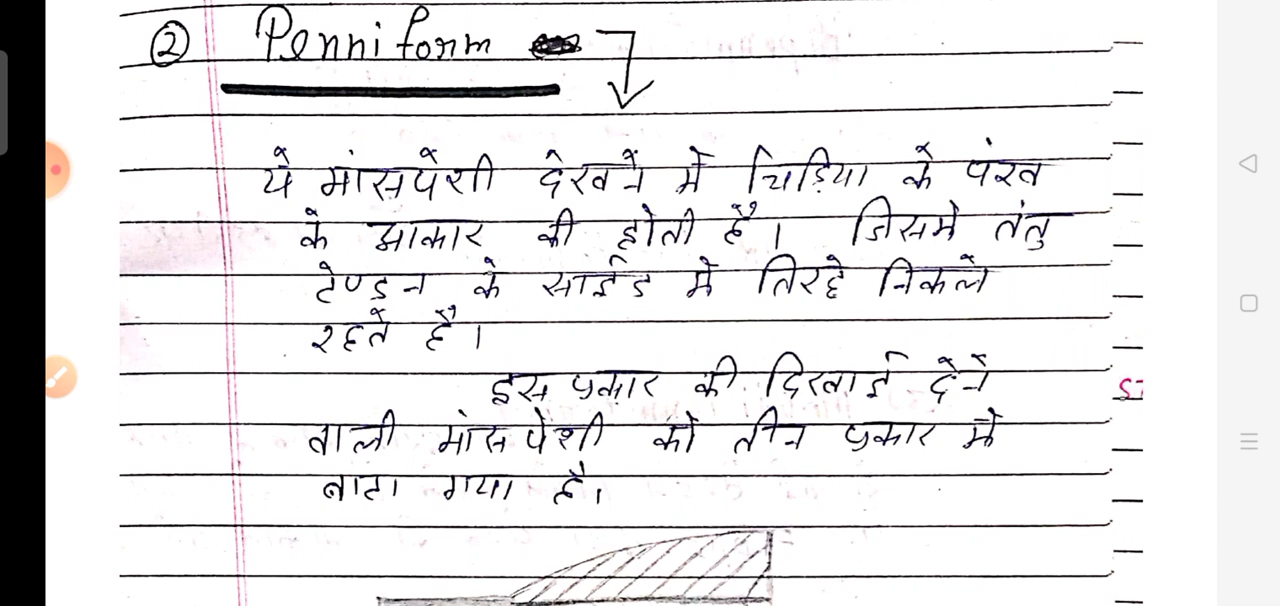 ② Penniform
ये मांसपेशी देखने में चिड़िया के पंख
के आकार की होती है। जिसमे तंतु
टेण्डन के साईड में तिरछे निकले
रहते है।
इस प्रकार की दिखाई देने
वाली मांसपेशी को तीन प्रकार में
बाटा गया है।